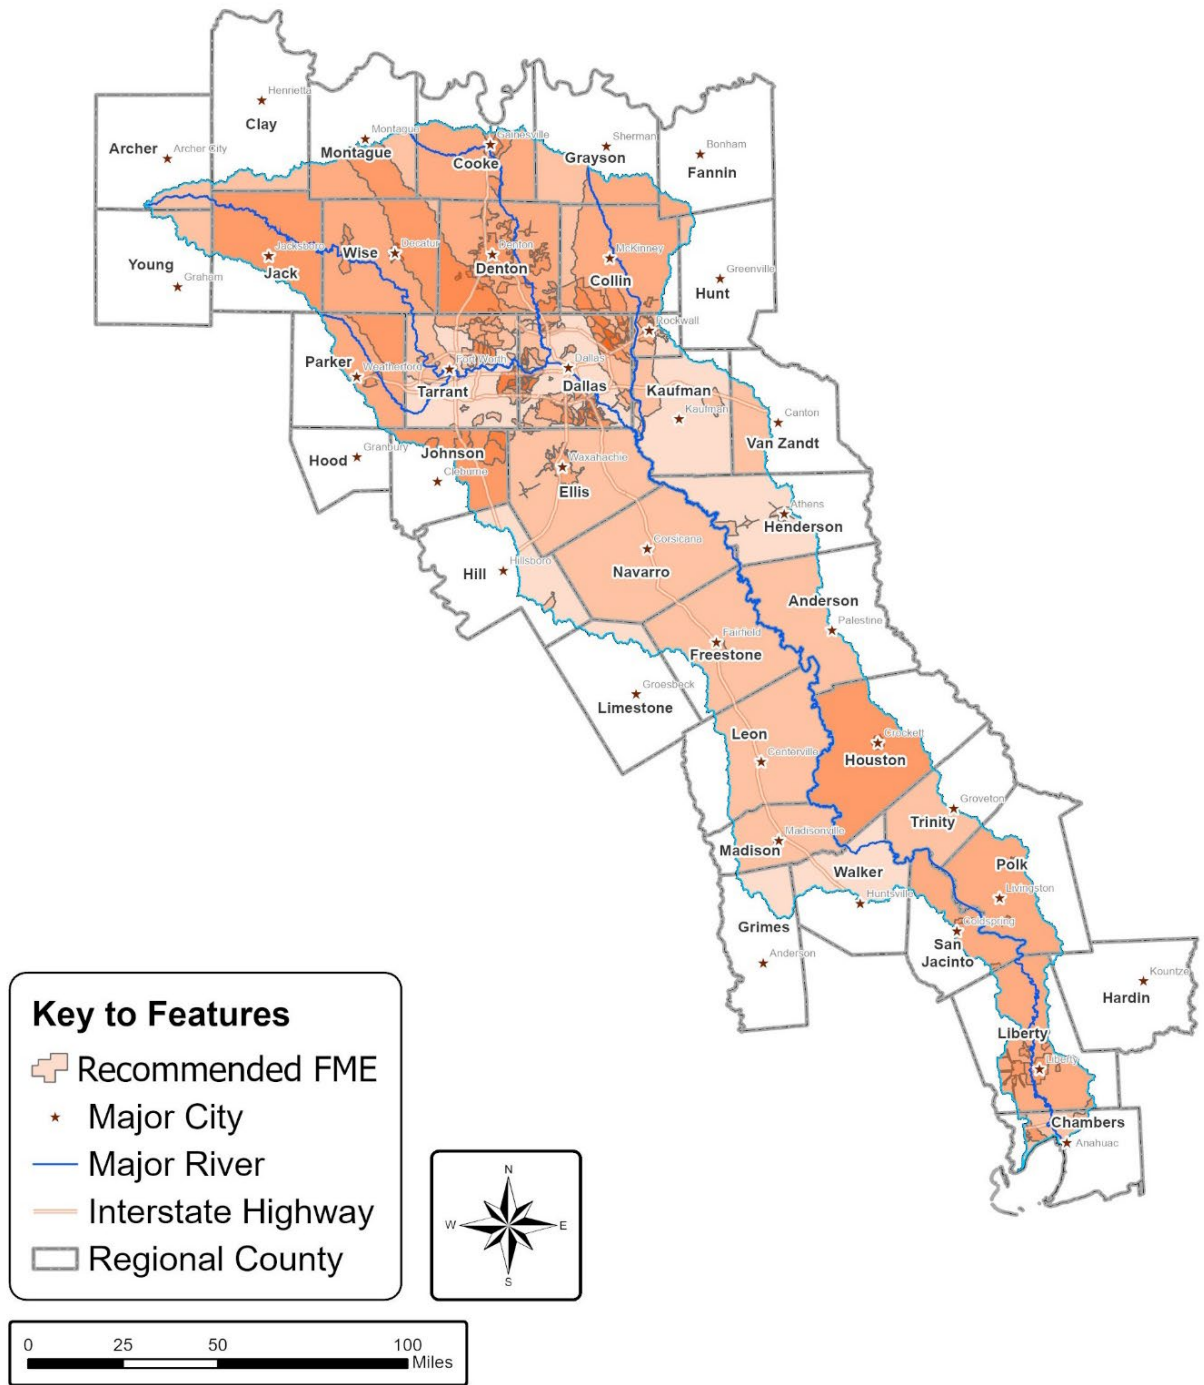 Henrietta
Clay
Montague
Montague
Gainesville
Cooke
Sherman
Grayson
Bonham
Fannin
Archer
Archer City
Young
Graham
Jacksboro
Jack
Wise
Decatur
Denton
Denton
McKinney
Collin
Greenville
Hunt
Rockwall
Parker
Weatherford
Fort Worth
Tarrant
Dallas
Dallas
Kaufman
Kaufman
Canton
Van Zandt
Granbury
Hood
Johnson
Cleburne
Waxahachie
Ellis
Athens
Henderson
Hillsboro
Hill
Corsicana
Navarro
Anderson
Palestine
Fairfield
Freestone
Groesbeck
Limestone
Leon
Centerville
Crockett
Houston
Groveton
Trinity
Madisonville
Madison
Walker
Huntsville
Polk
Livingston
Grimes
Anderson
Coldspring
San
Jacinto
Kountze
Hardin
Liberty
Liberty
Chambers
Anahuac
Key to Features
Recommended FME
Major City
Major River
Interstate Highway
Regional County
N
W
E
S
0 25 50 100
Miles